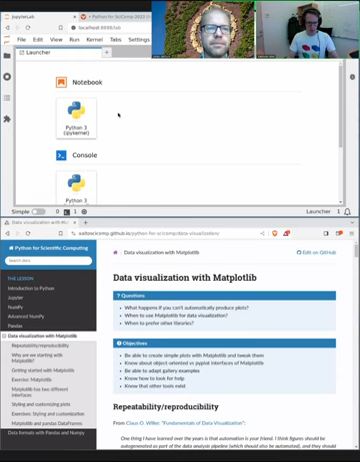 JupyterLab
Python for SciComp 2022
localhost:8888/lab
File Edit View Run Kernel Tabs Settings
Launcher
Notebook
Python 3
(ipykernel)
Console
Python 3
Simple 0 1 Launcher 1
Data visualization with Matplotlib
aaltoscicomp.github.io/python-for-scicomp/data-visualization/
Python for Scientific Computing
Search docs
THE LESSON
Introduction to Python
Jupyter
NumPy
Advanced NumPy
Pandas
Data visualization with Matplotlib
Repeatability/reproducibility
Why are we starting with
Matplotlib?
Getting started with Matplotlib
Exercise: Matplotlib
Matplotlib has two different
interfaces
Styling and customizing plots
Exercises: Styling and customization
Matplotlib and pandas DataFrames
Data formats with Pandas and Numpy
Data visualization with Matplotlib
Edit on GitHub
Data visualization with Matplotlib
? Questions
• What happens if you can't automatically produce plots?
• When to use Matplotlib for data visualization?
• When to prefer other libraries?
Objectives
• Be able to create simple plots with Matplotlib and tweak them
• Know about object-oriented vs pyplot interfaces of Matplotlib
• Be able to adapt gallery examples
• Know how to look for help
• Know that other tools exist
Repeatability/reproducibility
From Claus O. Wilke: "Fundamentals of Data Visualization":
One thing I have learned over the years is that automation is your friend. I think figures should be
autogenerated as part of the data analysis pipeline (which should also be automated), and they should